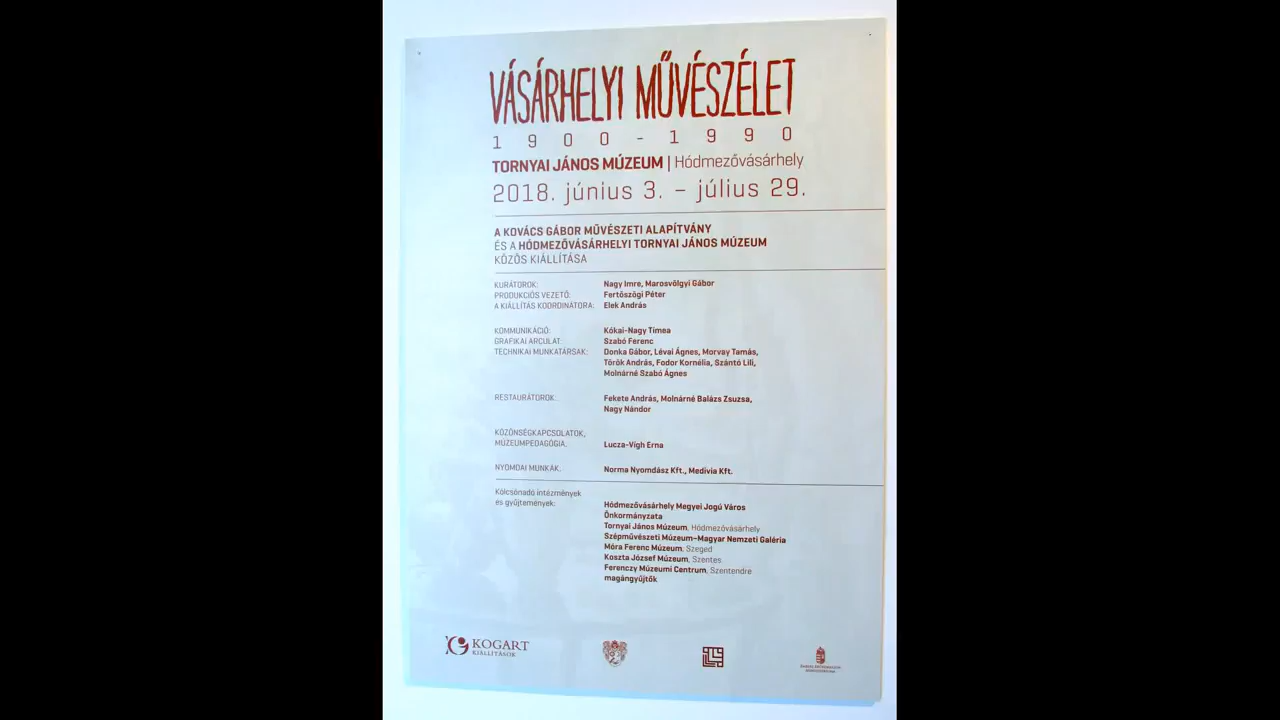 VÁSÁRHELYI MŰVÉSZÉLET
1900-1990
TORNYAI JÁNOS MÚZEUM | Hódmezővásárhely
2018. június 3. – július 29.
A KOVÁCS GÁBOR MŰVÉSZETI ALAPÍTVÁNY
ÉS A HÓDMEZŐVÁSÁRHELYI TORNYAI JÁNOS MÚZEUM
KÖZÖS KIÁLLÍTÁSA
KURÁTOROK: Nagy Imre, Marosvölgyi Gábor
PRODUKCIÓS VEZETŐ: Fertőszögi Péter
A KIÁLLÍTÁS KOORDINÁTORA: Elek András
KOMMUNIKÁCIÓ: Kókai-Nagy Tímea
GRAFIKAI ARCULAT: Szabó Ferenc
TECHNIKAI MUNKATÁRSAK: Donka Gábor, Lévai Ágnes, Morvay Tamás,
Török András, Fodor Kornélia, Szántó Lili,
Molnárné Szabó Ágnes
RESTAURÁTOROK: Fekete András, Molnárné Balázs Zsuzsa,
Nagy Nándor
KÖZÖNSÉGKAPCSOLATOK,
MÚZEUMPEDAGÓGIA: Lucza-Vígh Erna
NYOMDAI MUNKÁK: Norma Nyomdász Kft., Medivia Kft.
Kölcsönadó intézmények
és gyűjtemények:
Hódmezővásárhely Megyei Jogú Város
Önkormányzata
Tornyai János Múzeum, Hódmezővásárhely
Szépművészeti Múzeum–Magyar Nemzeti Galéria
Móra Ferenc Múzeum, Szeged
Koszta József Múzeum, Szentes
Ferenczy Múzeumi Centrum, Szentendre
magángyűjtők
KOGART
KIÁLLÍTÁSOK